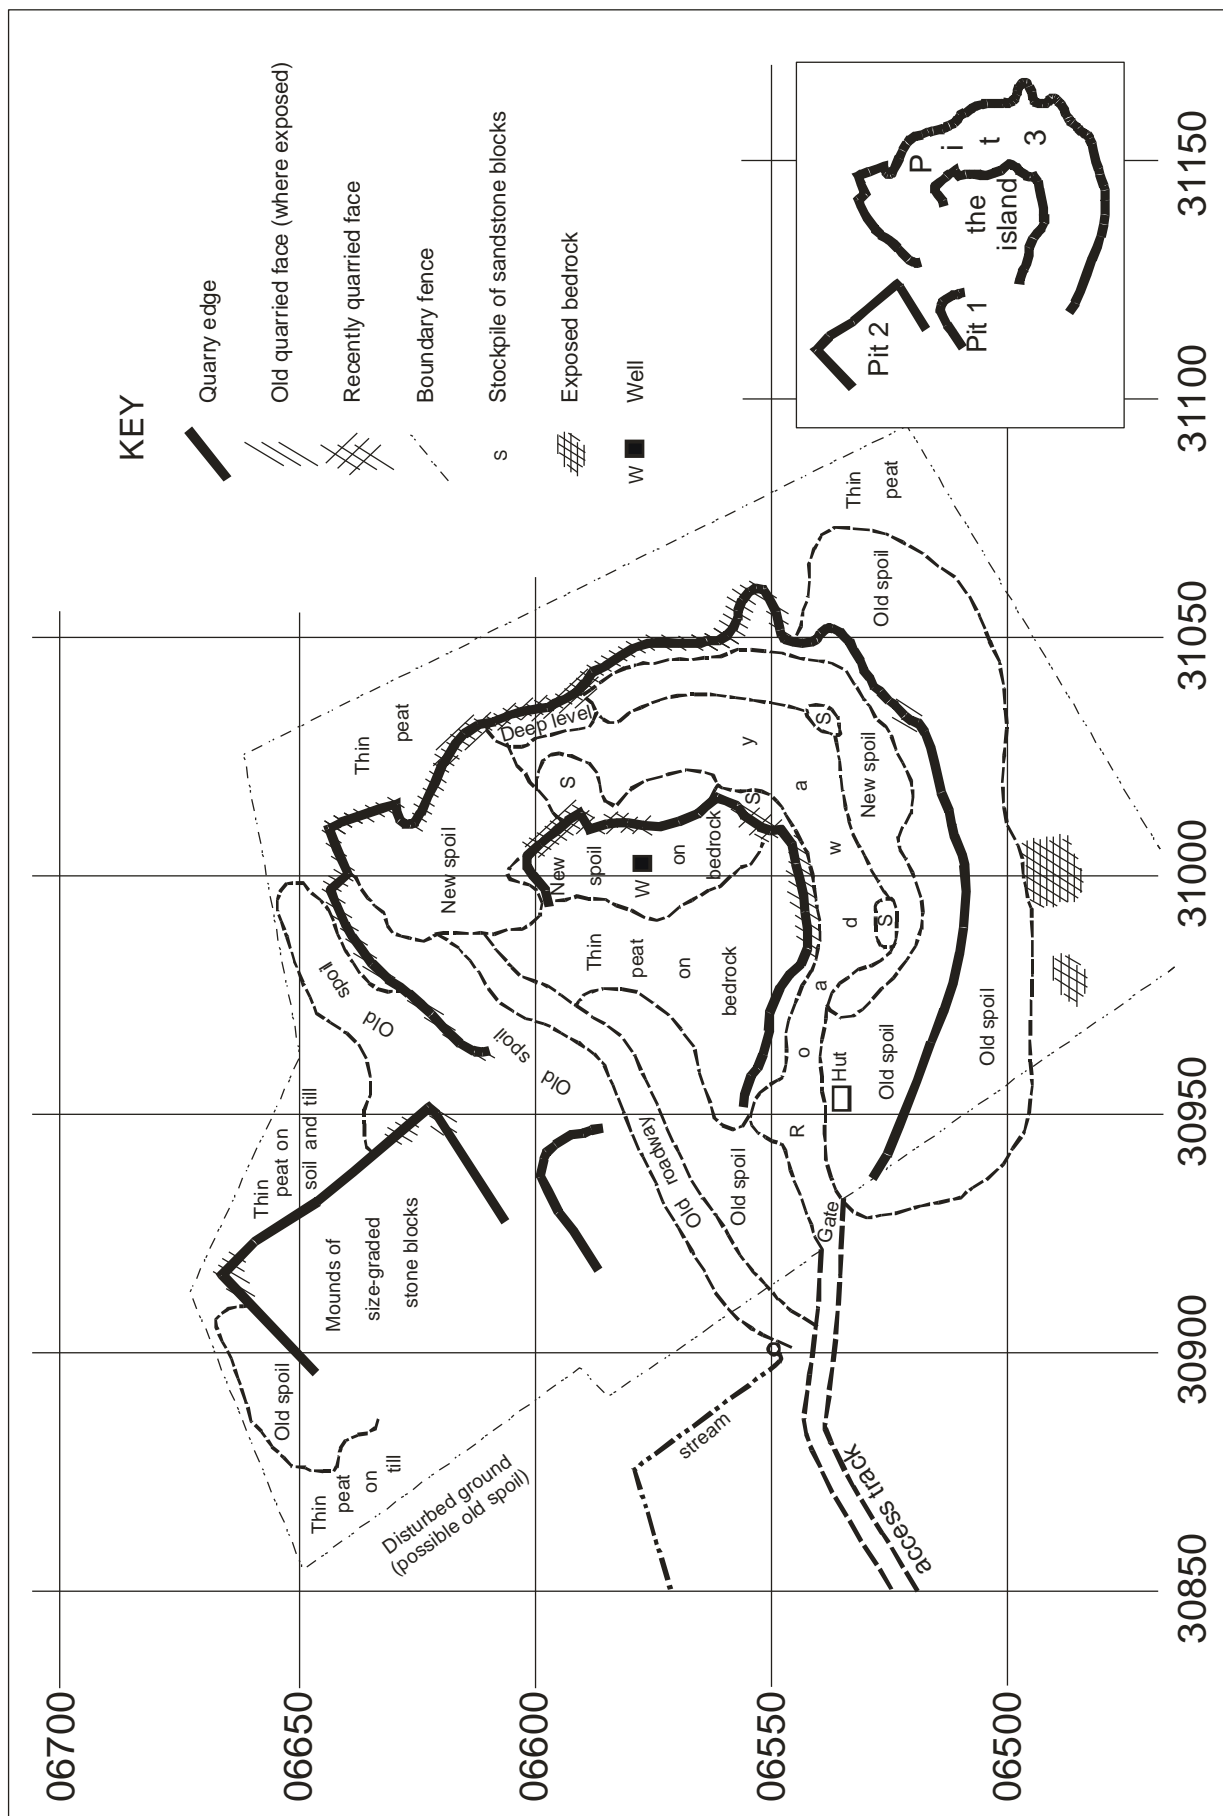 KEY
Quarry edge
Old quarried face (where exposed)
Recently quarried face
Boundary fence
S
Stockpile of sandstone blocks
Exposed bedrock
W
Well
Pit 2
Pit 1
Pit 3
the
island
06700
06650
06600
06550
06500
30850
30900
30950
31000
31050
31100
31150
Thin
peat on
till
Old spoil
Disturbed ground
(possible old spoil)
Mounds of
size-graded
stone blocks
Thin
peat on
soil and till
Old
spoil
Old
spoil
Thin
peat
New spoil
Deep level
S
New
spoil
W
on
bedrock
S
Thin
peat
on
bedrock
Old roadway
Old spoil
Roadway
S
S
New spoil
Hut
Old spoil
Old spoil
Old spoil
Thin
peat
Gate
stream
access track